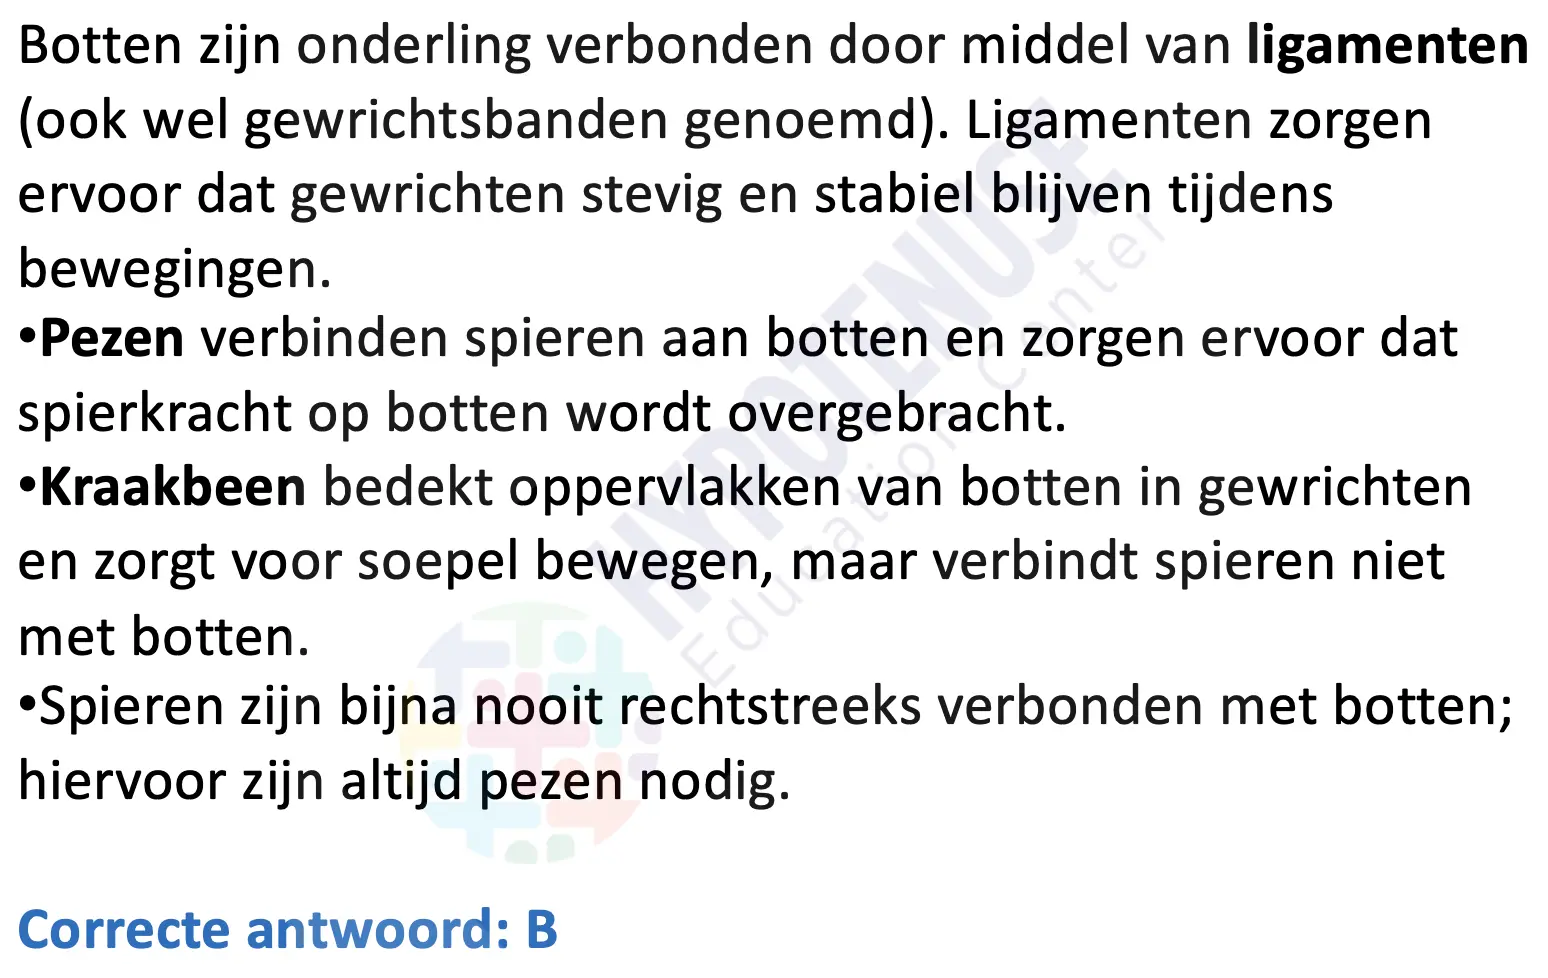 Botten zijn onderling verbonden door middel van ligamenten
(ook wel gewrichtsbanden genoemd). Ligamenten zorgen
ervoor dat gewrichten stevig en stabiel blijven tijdens
bewegingen.
•Pezen verbinden spieren aan botten en zorgen ervoor dat
spierkracht op botten wordt overgebracht.
•Kraakbeen bedekt oppervlakken van botten in gewrichten
en zorgt voor soepel bewegen, maar verbindt spieren niet
met botten.
•Spieren zijn bijna nooit rechtstreeks verbonden met botten;
hiervoor zijn altijd pezen nodig.
Correcte antwoord: B
HYPOTENUSE
Education Center